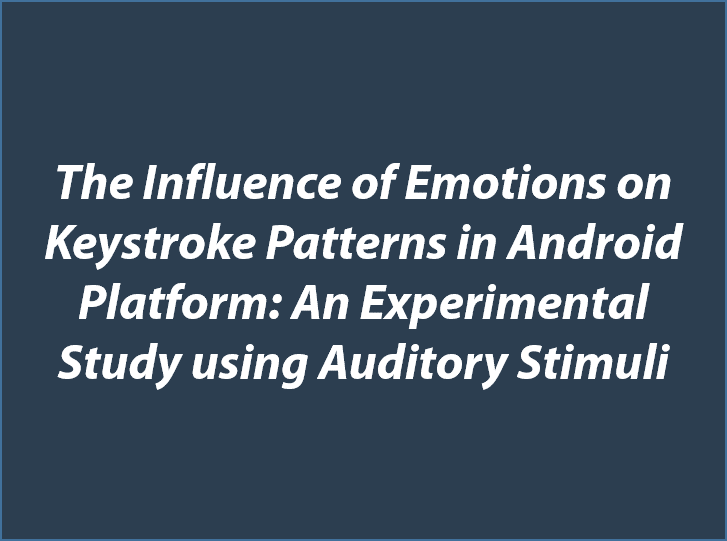 The Influence of Emotions on
Keystroke Patterns in Android
Platform: An Experimental
Study using Auditory Stimuli